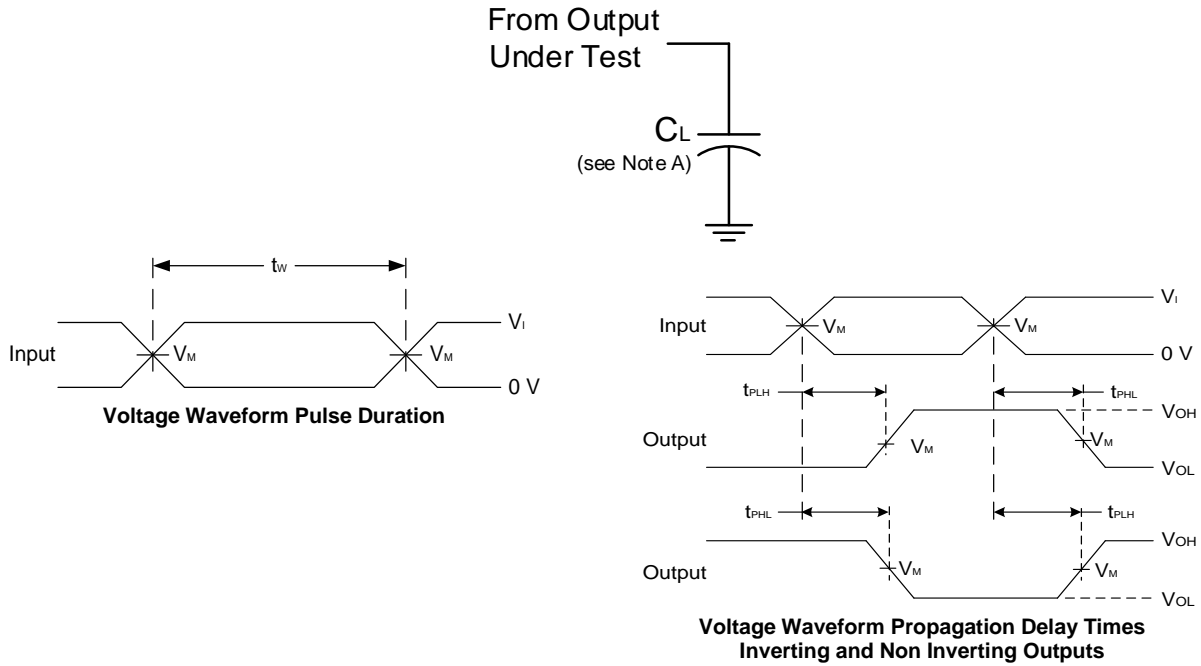 From Output
Under Test
CL
(see Note A)
tW
Input
VM
VM
VI
0 V
Voltage Waveform Pulse Duration
Input
VM
VM
VI
0 V
tPLH
tPHL
Output
VM
VM
VOH
VOL
tPHL
tPLH
Output
VM
VM
VOH
VOL
Voltage Waveform Propagation Delay Times
Inverting and Non Inverting Outputs